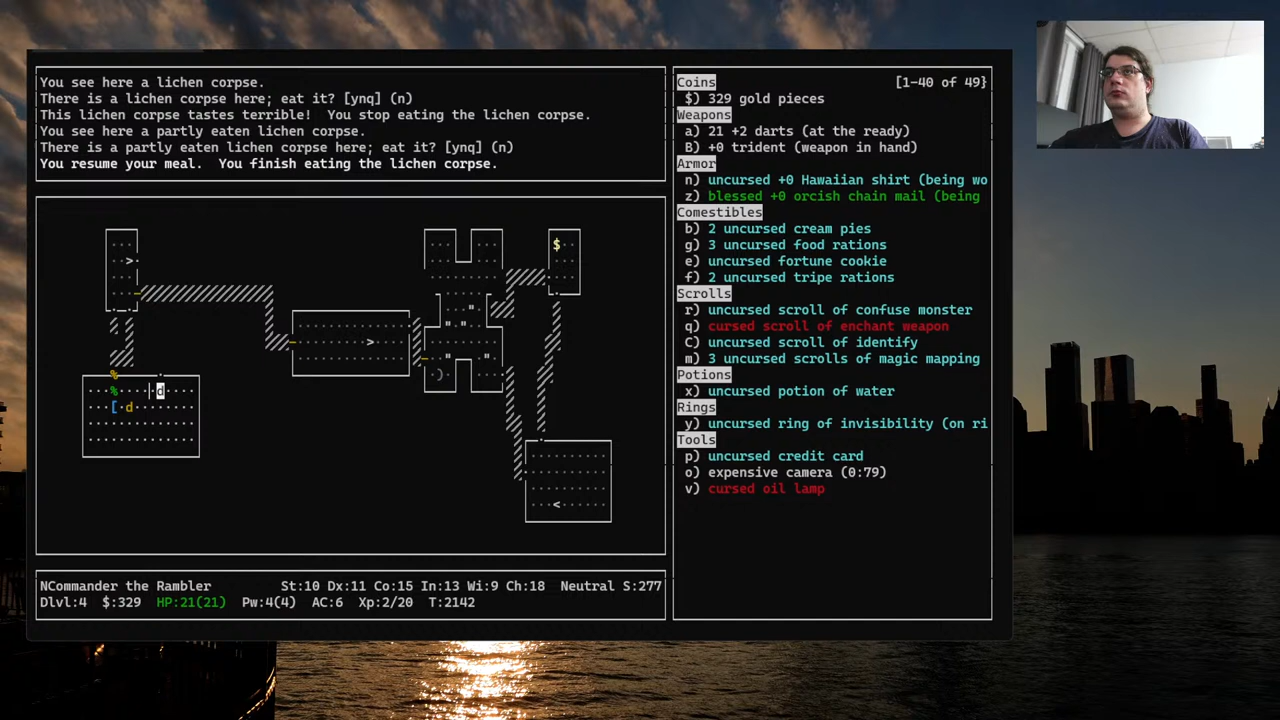 You see here a lichen corpse.
There is a lichen corpse here; eat it? [ynq] (n)
This lichen corpse tastes terrible!  You stop eating the lichen corpse.
You see here a partly eaten lichen corpse.
There is a partly eaten lichen corpse here; eat it? [ynq] (n)
You resume your meal.  You finish eating the lichen corpse.
Coins [1-40 of 49}
$) 329 gold pieces
Weapons
a) 21 +2 darts (at the ready)
B) +0 trident (weapon in hand)
Armor
n) uncursed +0 Hawaiian shirt (being wo
z) blessed +0 orcish chain mail (being
Comestibles
b) 2 uncursed cream pies
g) 3 uncursed food rations
e) uncursed fortune cookie
f) 2 uncursed tripe rations
Scrolls
r) uncursed scroll of confuse monster
q) cursed scroll of enchant weapon
C) uncursed scroll of identify
m) 3 uncursed scrolls of magic mapping
Potions
x) uncursed potion of water
Rings
y) uncursed ring of invisibility (on ri
Tools
p) uncursed credit card
o) expensive camera (0:79)
v) cursed oil lamp
NCommander the Rambler St:10 Dx:11 Co:15 In:13 Wi:9 Ch:18 Neutral S:277
Dlvl:4 $:329 HP:21(21) Pw:4(4) AC:6 Xp:2/20 T:2142